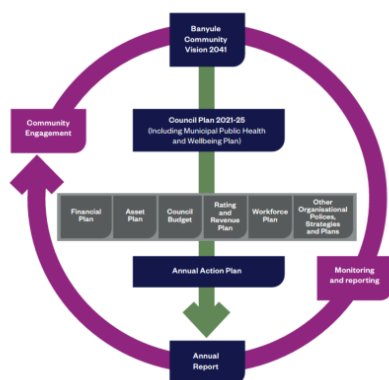 Banyule
Community
Vision 2041
Community
Engagement
Council Plan 2021-25
(Including Municipal Public Health
and Wellbeing Plan)
Financial
Plan
Asset
Plan
Council
Budget
Rating
and
Revenue
Plan
Workforce
Plan
Other
Organisational
Polices,
Strategies
and Plans
Annual Action Plan
Monitoring
and reporting
Annual
Report